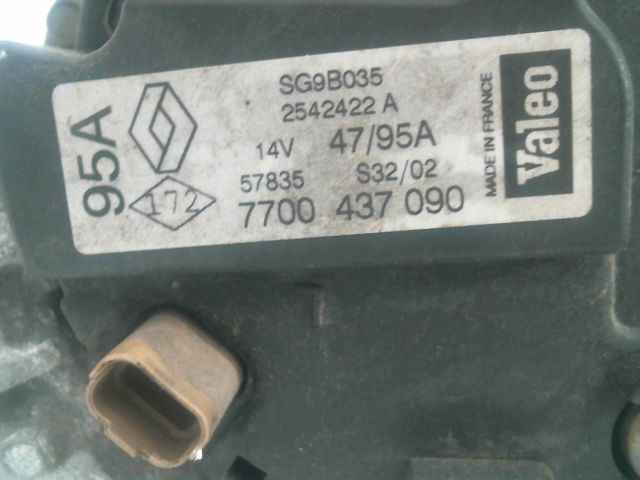 95A
SG9B035
2542422 A
14V 47/95A
172
57835 S32/02
7700 437 090
MADE IN FRANCE
Valeo